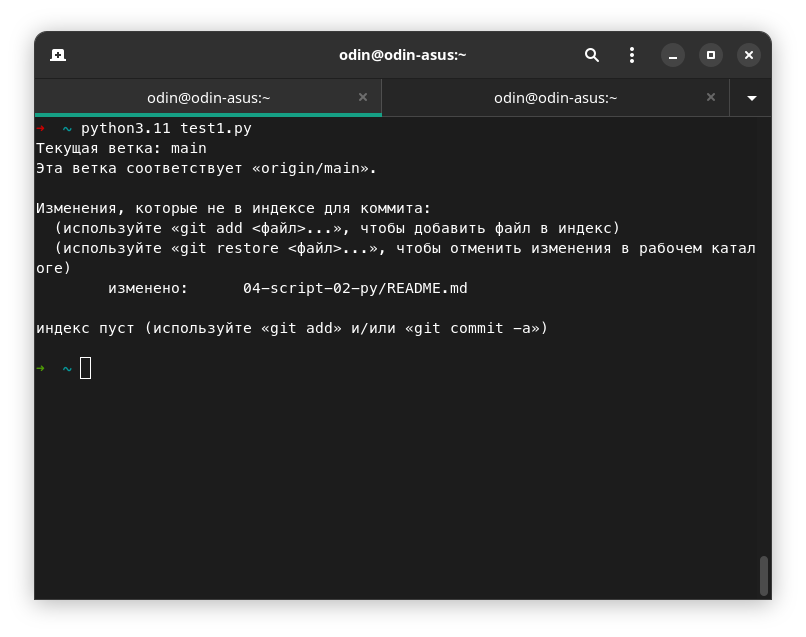 odin@odin-asus:~
odin@odin-asus:~ odin@odin-asus:~
➜ ~ python3.11 test1.py
Текущая ветка: main
Эта ветка соответствует «origin/main».
Изменения, которые не в индексе для коммита:
(используйте «git add <файл>...», чтобы добавить файл в индекс)
(используйте «git restore <файл>...», чтобы отменить изменения в рабочем катал
оге)
изменено: 04-script-02-py/README.md
индекс пуст (используйте «git add» и/или «git commit -a»)
➜ ~